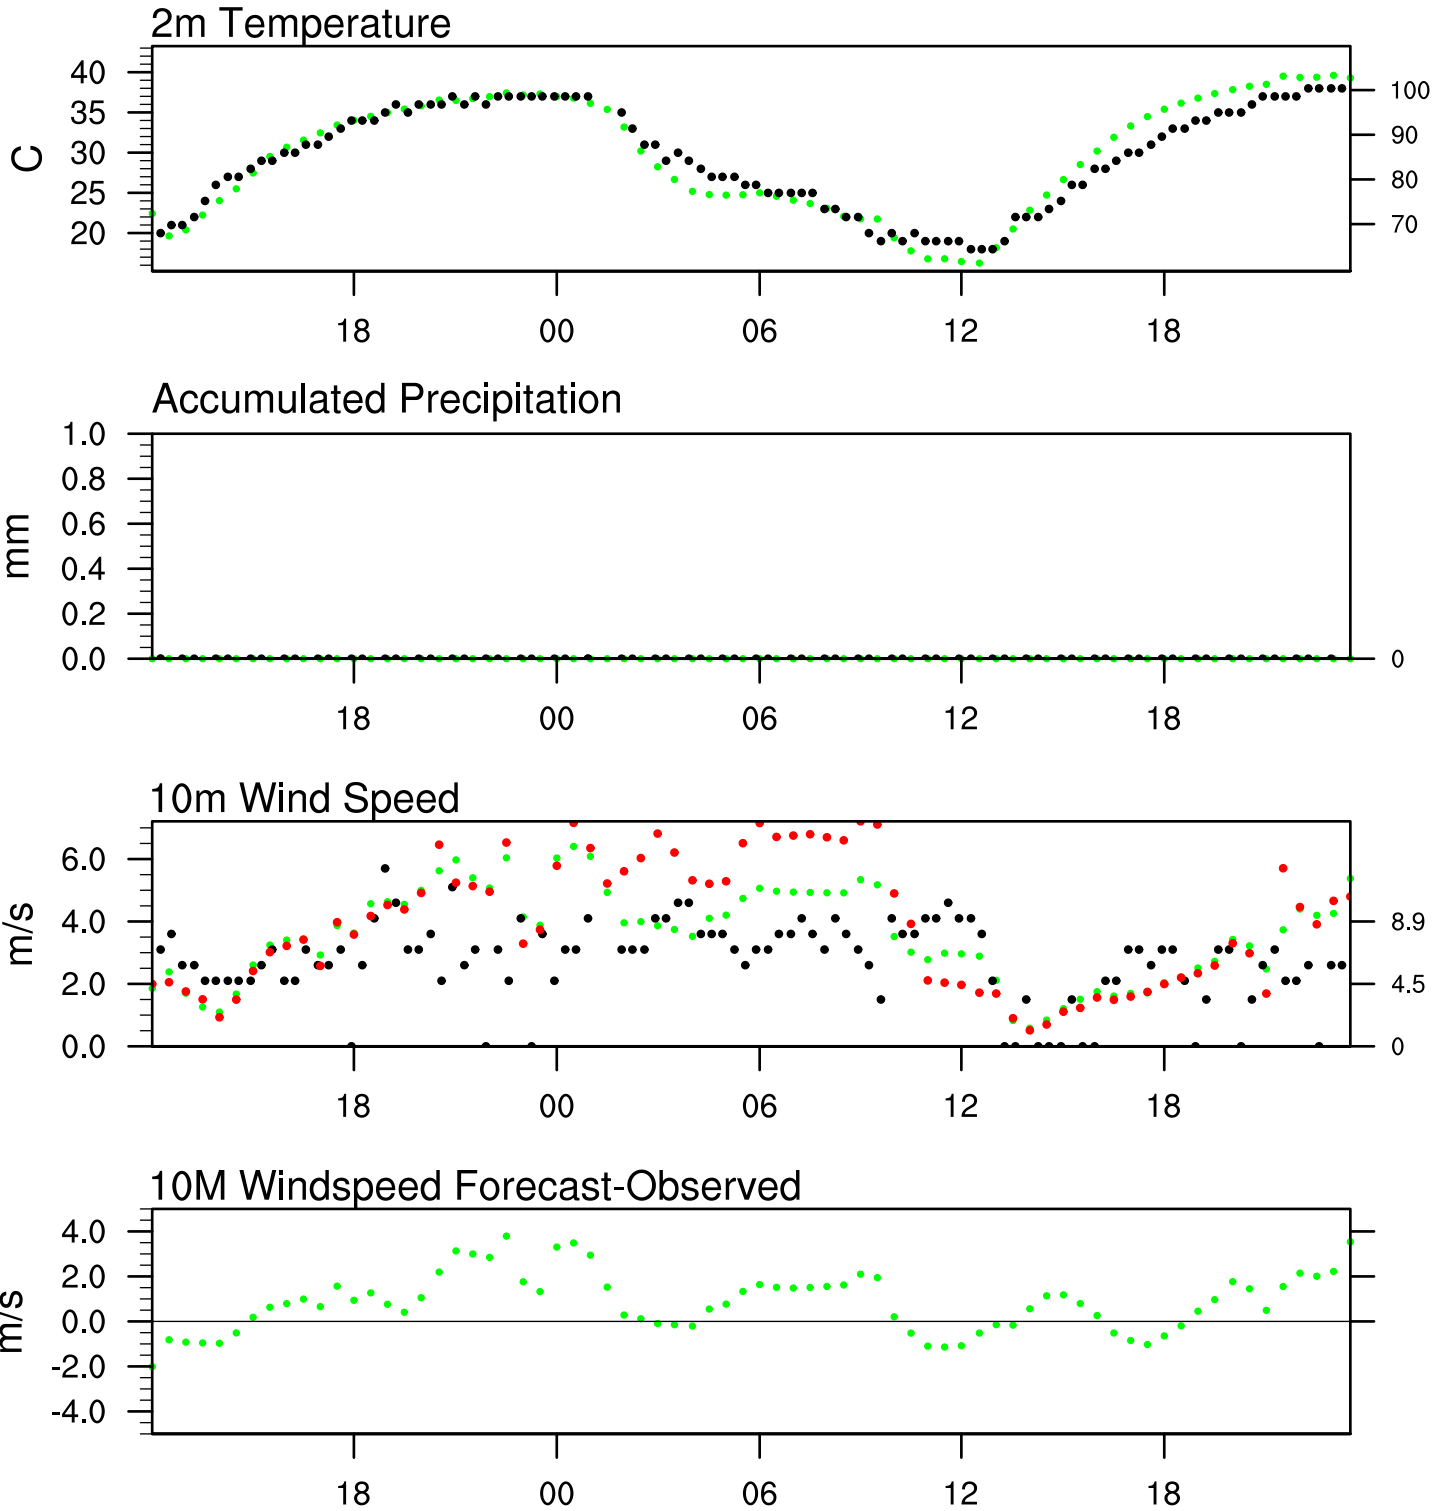 2m Temperature
C
40
35
30
25
20
100
90
80
70
18 00 06 12 18
Accumulated Precipitation
mm
1.0
0.8
0.6
0.4
0.2
0.0
0
18 00 06 12 18
10m Wind Speed
m/s
6.0
4.0
2.0
0.0
8.9
4.5
0
18 00 06 12 18
10M Windspeed Forecast-Observed
m/s
4.0
2.0
0.0
-2.0
-4.0
18 00 06 12 18